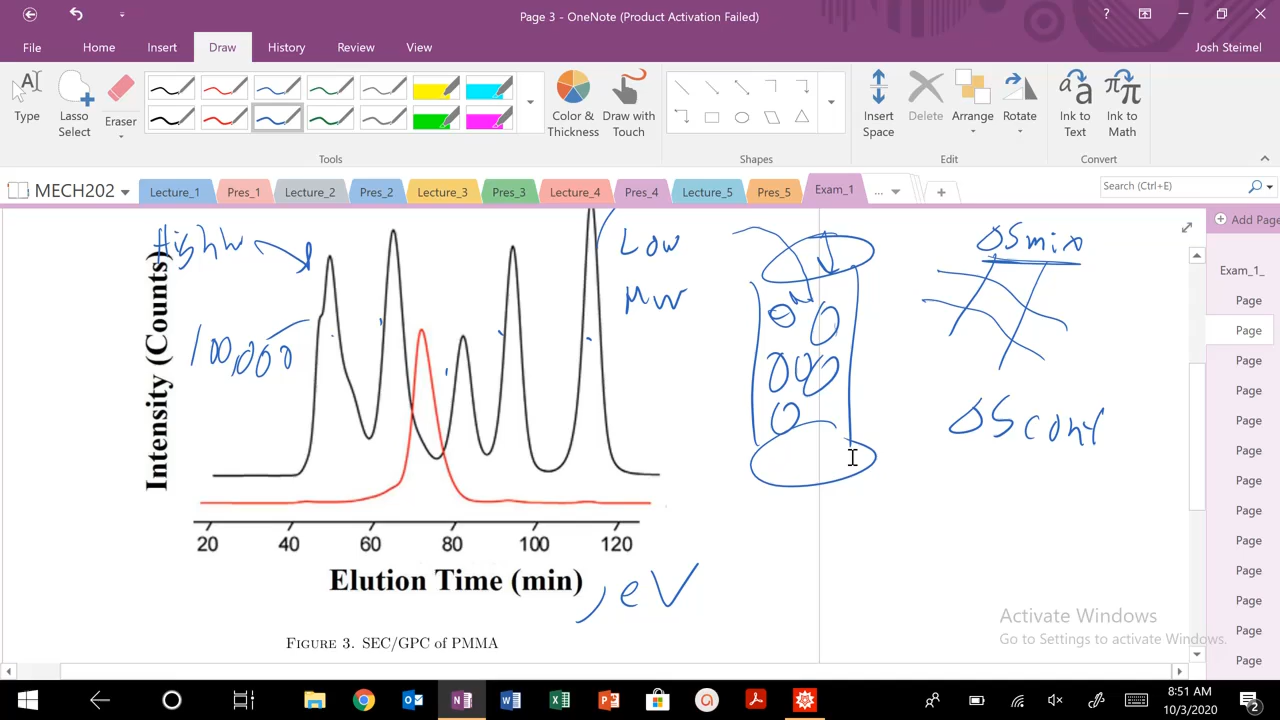 Page 3 - OneNote (Product Activation Failed)
?
File Home Insert Draw History Review View Josh Steimel
Type
Lasso Select
Eraser
Color & Thickness
Draw with Touch
Insert Space
Delete
Arrange
Rotate
Ink to Text
Ink to Math
Tools
Shapes
Edit
Convert
MECH202
Lecture_1 Pres_1 Lecture_2 Pres_2 Lecture_3 Pres_3 Lecture_4 Pres_4 Lecture_5 Pres_5 Exam_1 ... +
Search (Ctrl+E)
Add Page
Exam_1_
Page
Page
Page
Page
Page
Page
Page
Page
Page
Page
Page
Page
Page
High
100,000
Low
MW
ΔSmix
ΔSconf
Intensity (Counts)
20 40 60 80 100 120
Elution Time (min)
, eV
FIGURE 3. SEC/GPC of PMMA
Activate Windows
Go to Settings to activate Windows.
8:51 AM
10/3/2020
2